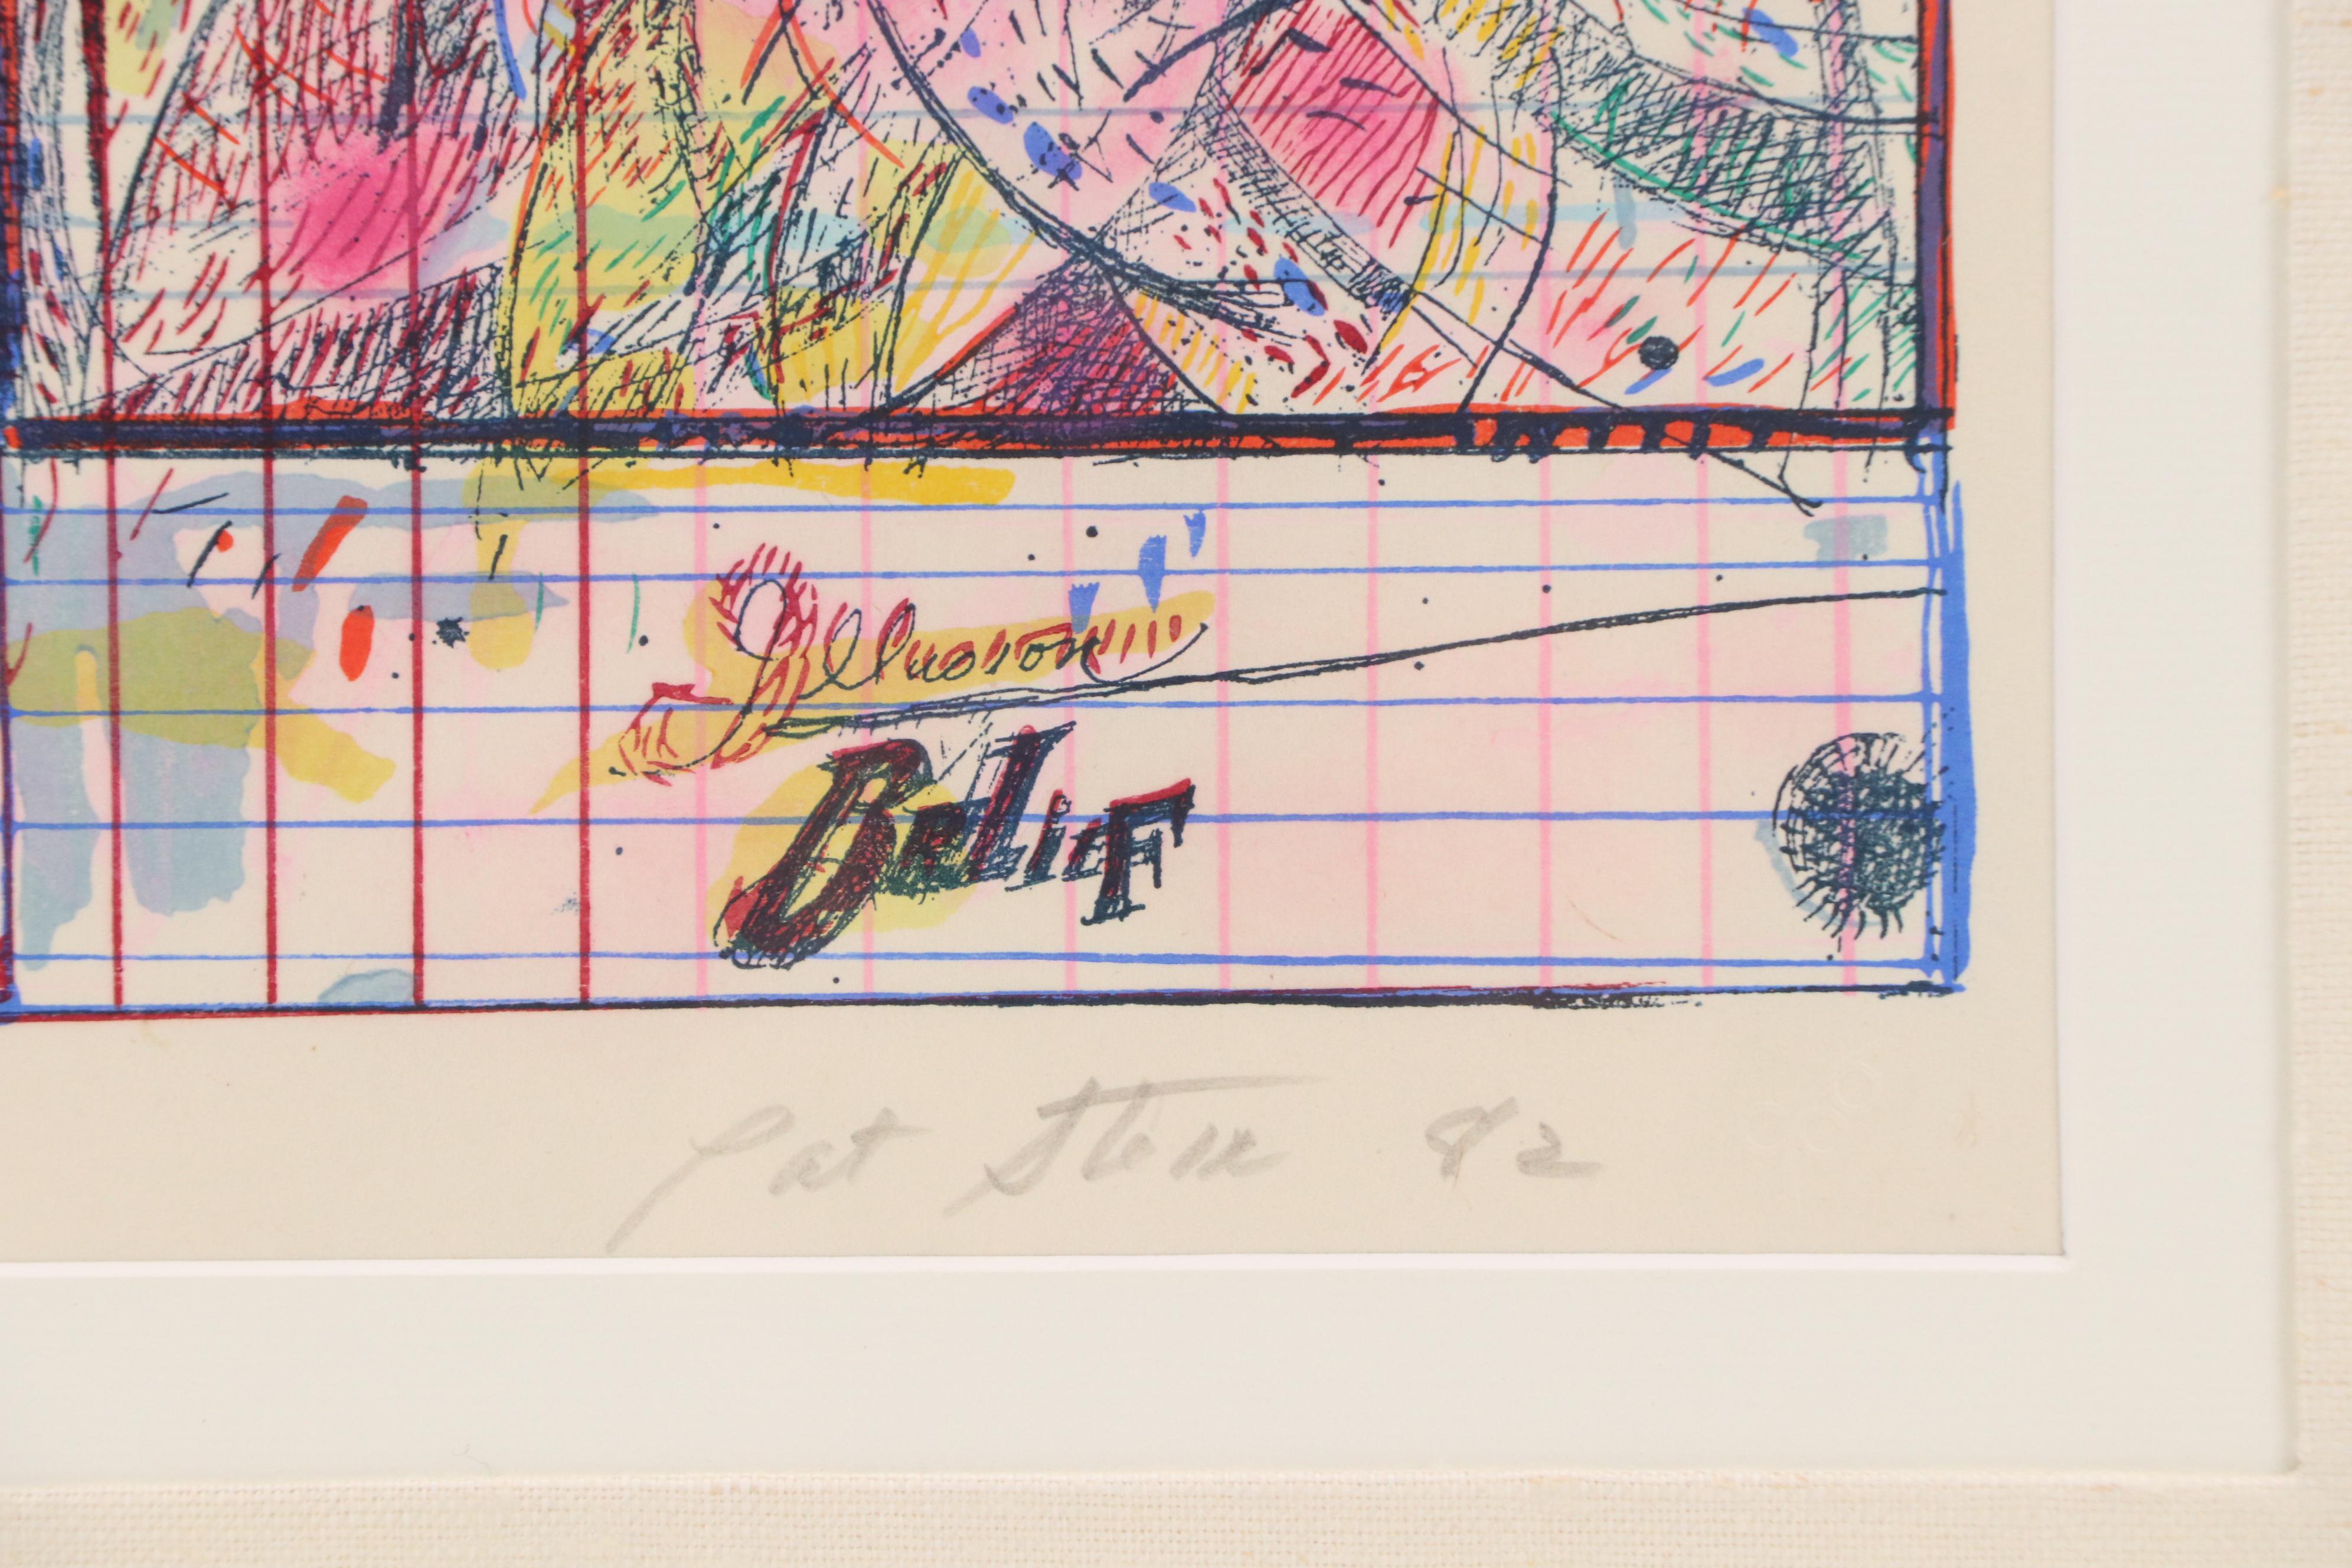 Illusion
BeLieF
Pat Steir 82